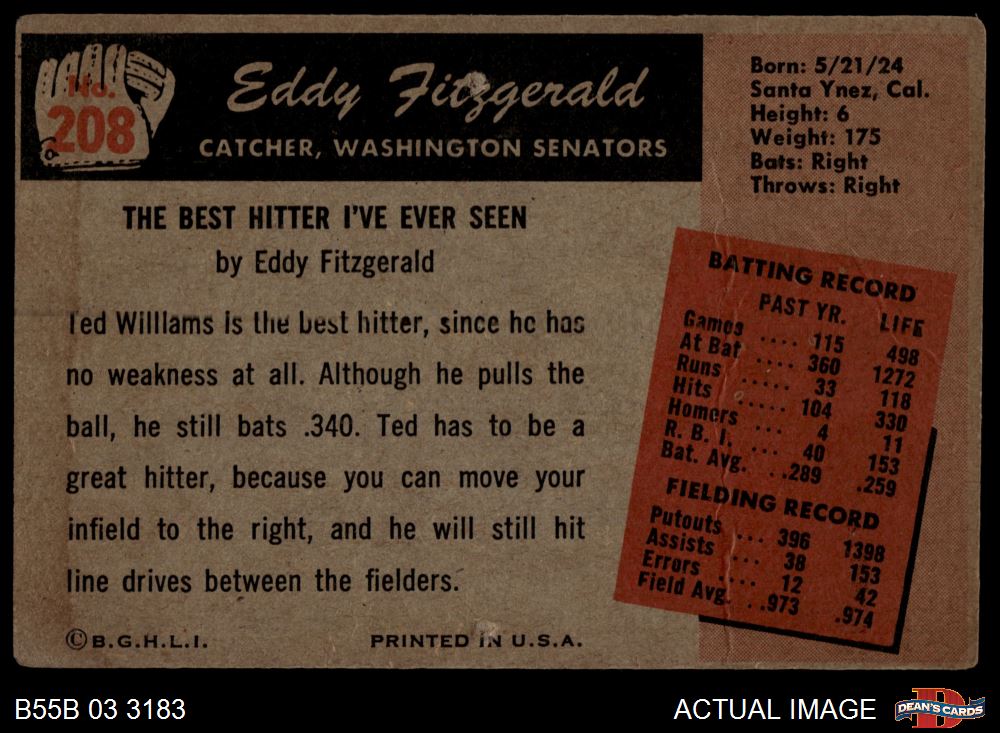 No.
208
Eddy Fitzgerald
CATCHER, WASHINGTON SENATORS
Born: 5/21/24
Santa Ynez, Cal.
Height: 6
Weight: 175
Bats: Right
Throws: Right
THE BEST HITTER I'VE EVER SEEN
by Eddy Fitzgerald
Ted Williams is the best hitter, since he has
no weakness at all. Although he pulls the
ball, he still bats .340. Ted has to be a
great hitter, because you can move your
infield to the right, and he will still hit
line drives between the fielders.
©B.G.H.L.I.
PRINTED IN U.S.A.
BATTING RECORD
PAST YR. LIFE
Games .... 115 498
At Bat .... 360 1272
Runs ..... 33 118
Hits ..... 104 330
Homers ... 4 11
R. B. I. ... 40 153
Bat. Avg. ..289 .259
FIELDING RECORD
Putouts ... 396 1398
Assists ... 38 153
Errors .... 12 42
Field Avg. ..973 .974
B55B 03 3183
ACTUAL IMAGE
D
DEAN'S CARDS